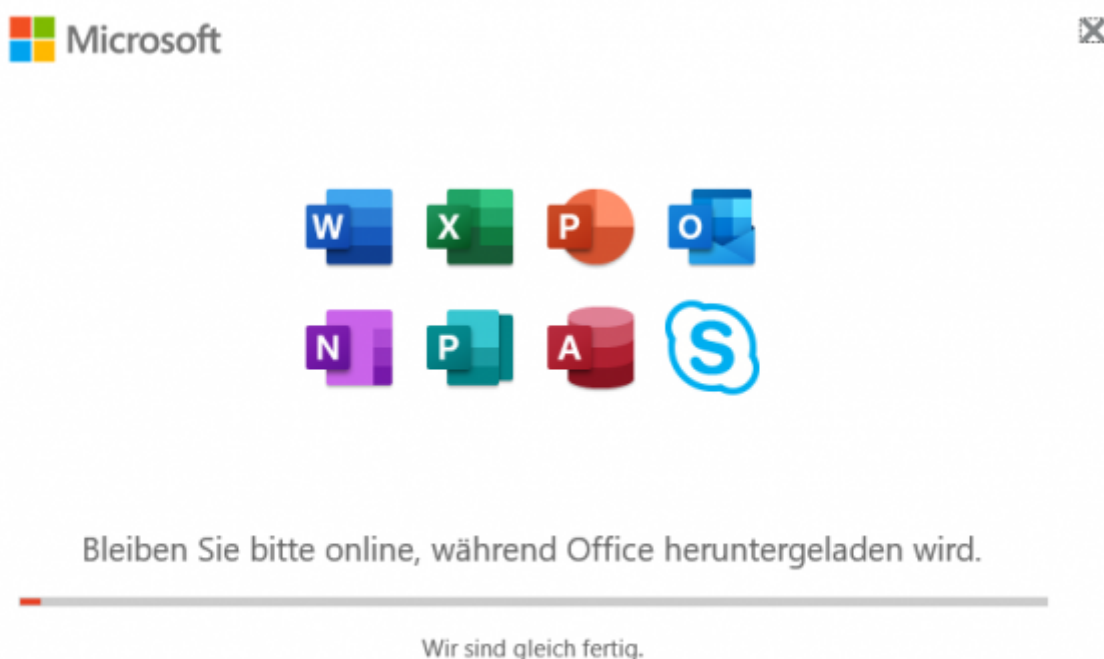 Microsoft
W X P O
N P A S
Bleiben Sie bitte online, während Office heruntergeladen wird.
Wir sind gleich fertig.